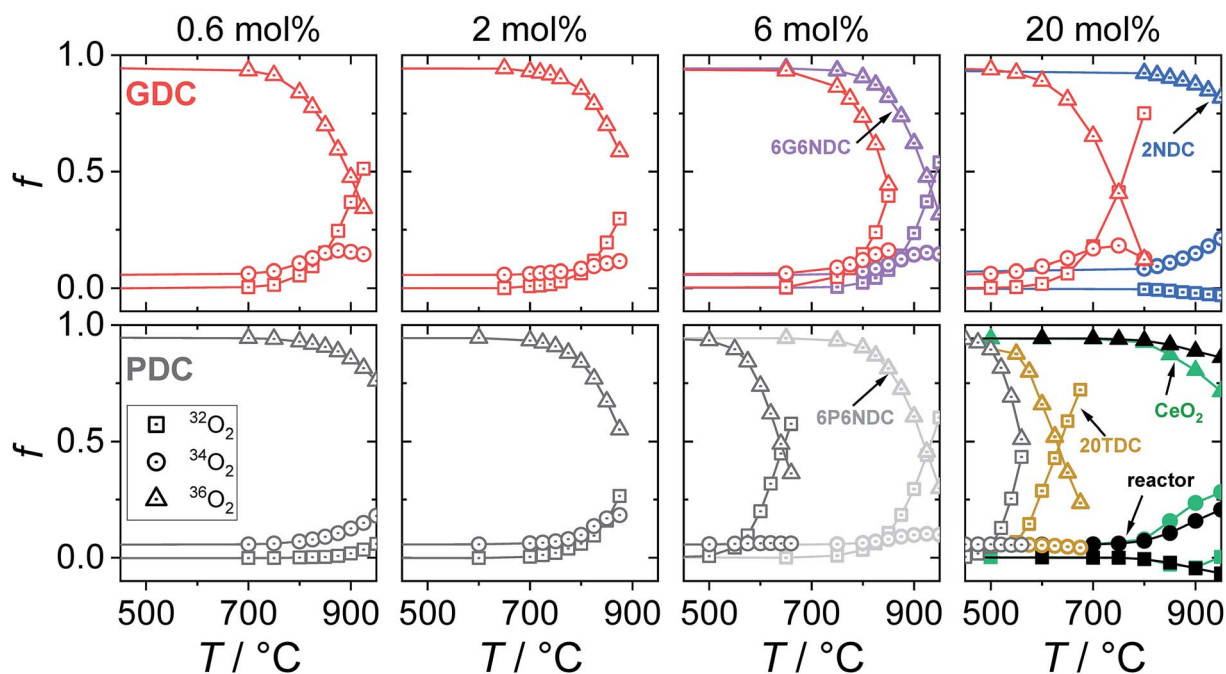 0.6 mol%
2 mol%
6 mol%
20 mol%
1.0
GDC
f
0.5
0.0
6G6NDC
2NDC
1.0
PDC
f
0.5
0.0
³²O₂
³⁴O₂
³⁶O₂
6P6NDC
CeO₂
20TDC
reactor
500 700 900
500 700 900
500 700 900
500 700 900
T / °C
T / °C
T / °C
T / °C